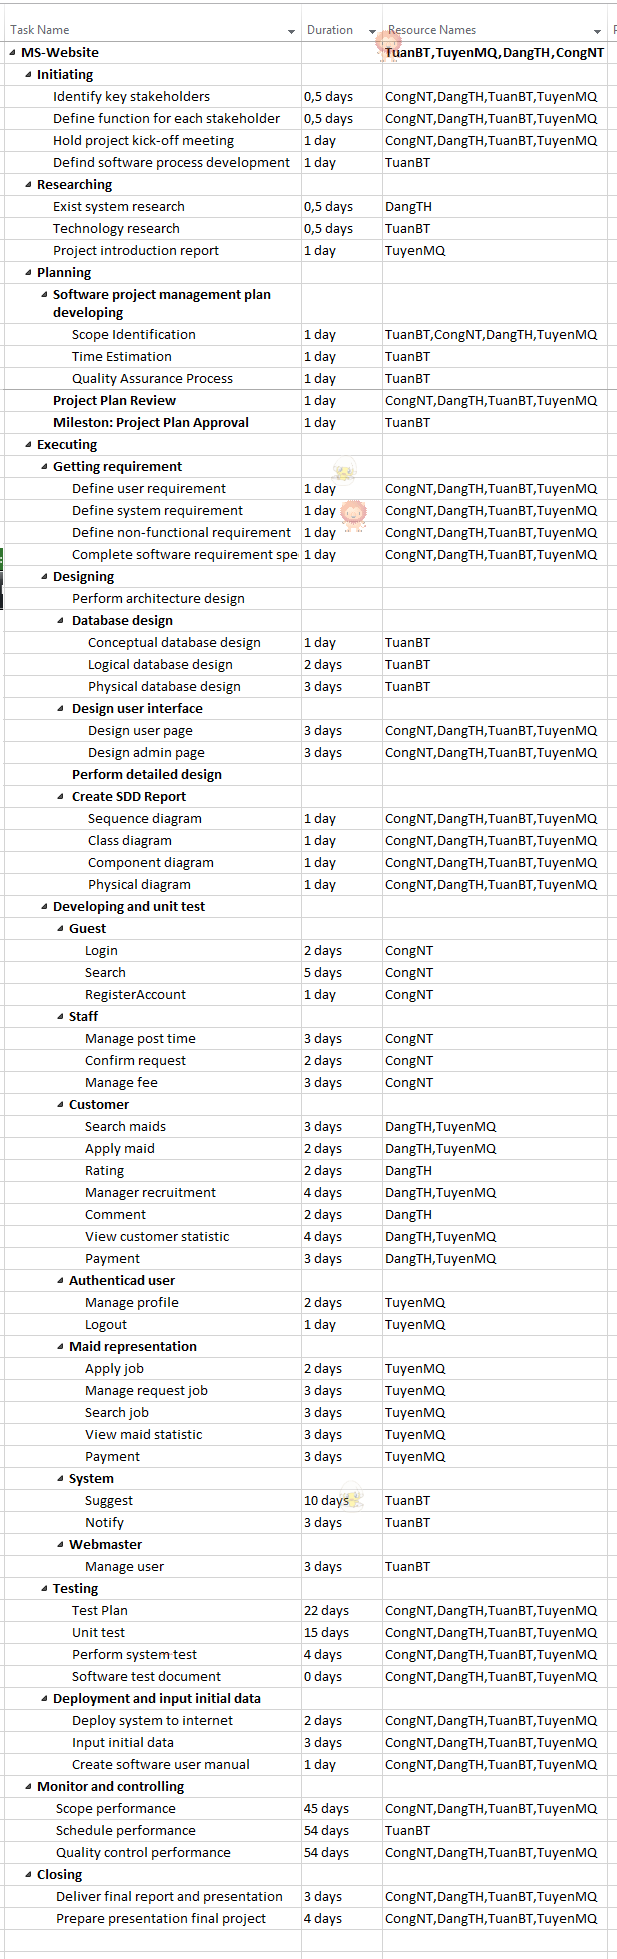 Task Name Duration Resource Names
MS-Website TuanBT,TuyenMQ,DangTH,CongNT
Initiating
Identify key stakeholders 0,5 days CongNT,DangTH,TuanBT,TuyenMQ
Define function for each stakeholder 0,5 days CongNT,DangTH,TuanBT,TuyenMQ
Hold project kick-off meeting 1 day CongNT,DangTH,TuanBT,TuyenMQ
Defind software process development 1 day TuanBT
Researching
Exist system research 0,5 days DangTH
Technology research 0,5 days TuanBT
Project introduction report 1 day TuyenMQ
Planning
Software project management plan
developing
Scope Identification 1 day TuanBT,CongNT,DangTH,TuyenMQ
Time Estimation 1 day TuanBT
Quality Assurance Process 1 day TuanBT
Project Plan Review 1 day CongNT,DangTH,TuanBT,TuyenMQ
Mileston: Project Plan Approval 1 day TuanBT
Executing
Getting requirement
Define user requirement 1 day CongNT,DangTH,TuanBT,TuyenMQ
Define system requirement 1 day CongNT,DangTH,TuanBT,TuyenMQ
Define non-functional requirement 1 day CongNT,DangTH,TuanBT,TuyenMQ
Complete software requirement spe 1 day CongNT,DangTH,TuanBT,TuyenMQ
Designing
Perform architecture design
Database design
Conceptual database design 1 day TuanBT
Logical database design 2 days TuanBT
Physical database design 3 days TuanBT
Design user interface
Design user page 3 days CongNT,DangTH,TuanBT,TuyenMQ
Design admin page 3 days CongNT,DangTH,TuanBT,TuyenMQ
Perform detailed design
Create SDD Report
Sequence diagram 1 day CongNT,DangTH,TuanBT,TuyenMQ
Class diagram 1 day CongNT,DangTH,TuanBT,TuyenMQ
Component diagram 1 day CongNT,DangTH,TuanBT,TuyenMQ
Physical diagram 1 day CongNT,DangTH,TuanBT,TuyenMQ
Developing and unit test
Guest
Login 2 days CongNT
Search 5 days CongNT
RegisterAccount 1 day CongNT
Staff
Manage post time 3 days CongNT
Confirm request 2 days CongNT
Manage fee 3 days CongNT
Customer
Search maids 3 days DangTH,TuyenMQ
Apply maid 2 days DangTH,TuyenMQ
Rating 2 days DangTH
Manager recruitment 4 days DangTH,TuyenMQ
Comment 2 days DangTH
View customer statistic 4 days DangTH,TuyenMQ
Payment 3 days DangTH,TuyenMQ
Authenticad user
Manage profile 2 days TuyenMQ
Logout 1 day TuyenMQ
Maid representation
Apply job 2 days TuyenMQ
Manage request job 3 days TuyenMQ
Search job 3 days TuyenMQ
View maid statistic 3 days TuyenMQ
Payment 3 days TuyenMQ
System
Suggest 10 days TuanBT
Notify 3 days TuanBT
Webmaster
Manage user 3 days TuanBT
Testing
Test Plan 22 days CongNT,DangTH,TuanBT,TuyenMQ
Unit test 15 days CongNT,DangTH,TuanBT,TuyenMQ
Perform system test 4 days CongNT,DangTH,TuanBT,TuyenMQ
Software test document 0 days CongNT,DangTH,TuanBT,TuyenMQ
Deployment and input initial data
Deploy system to internet 2 days CongNT,DangTH,TuanBT,TuyenMQ
Input initial data 3 days CongNT,DangTH,TuanBT,TuyenMQ
Create software user manual 1 day CongNT,DangTH,TuanBT,TuyenMQ
Monitor and controlling
Scope performance 45 days CongNT,DangTH,TuanBT,TuyenMQ
Schedule performance 54 days TuanBT
Quality control performance 54 days CongNT,DangTH,TuanBT,TuyenMQ
Closing
Deliver final report and presentation 3 days CongNT,DangTH,TuanBT,TuyenMQ
Prepare presentation final project 4 days CongNT,DangTH,TuanBT,TuyenMQ